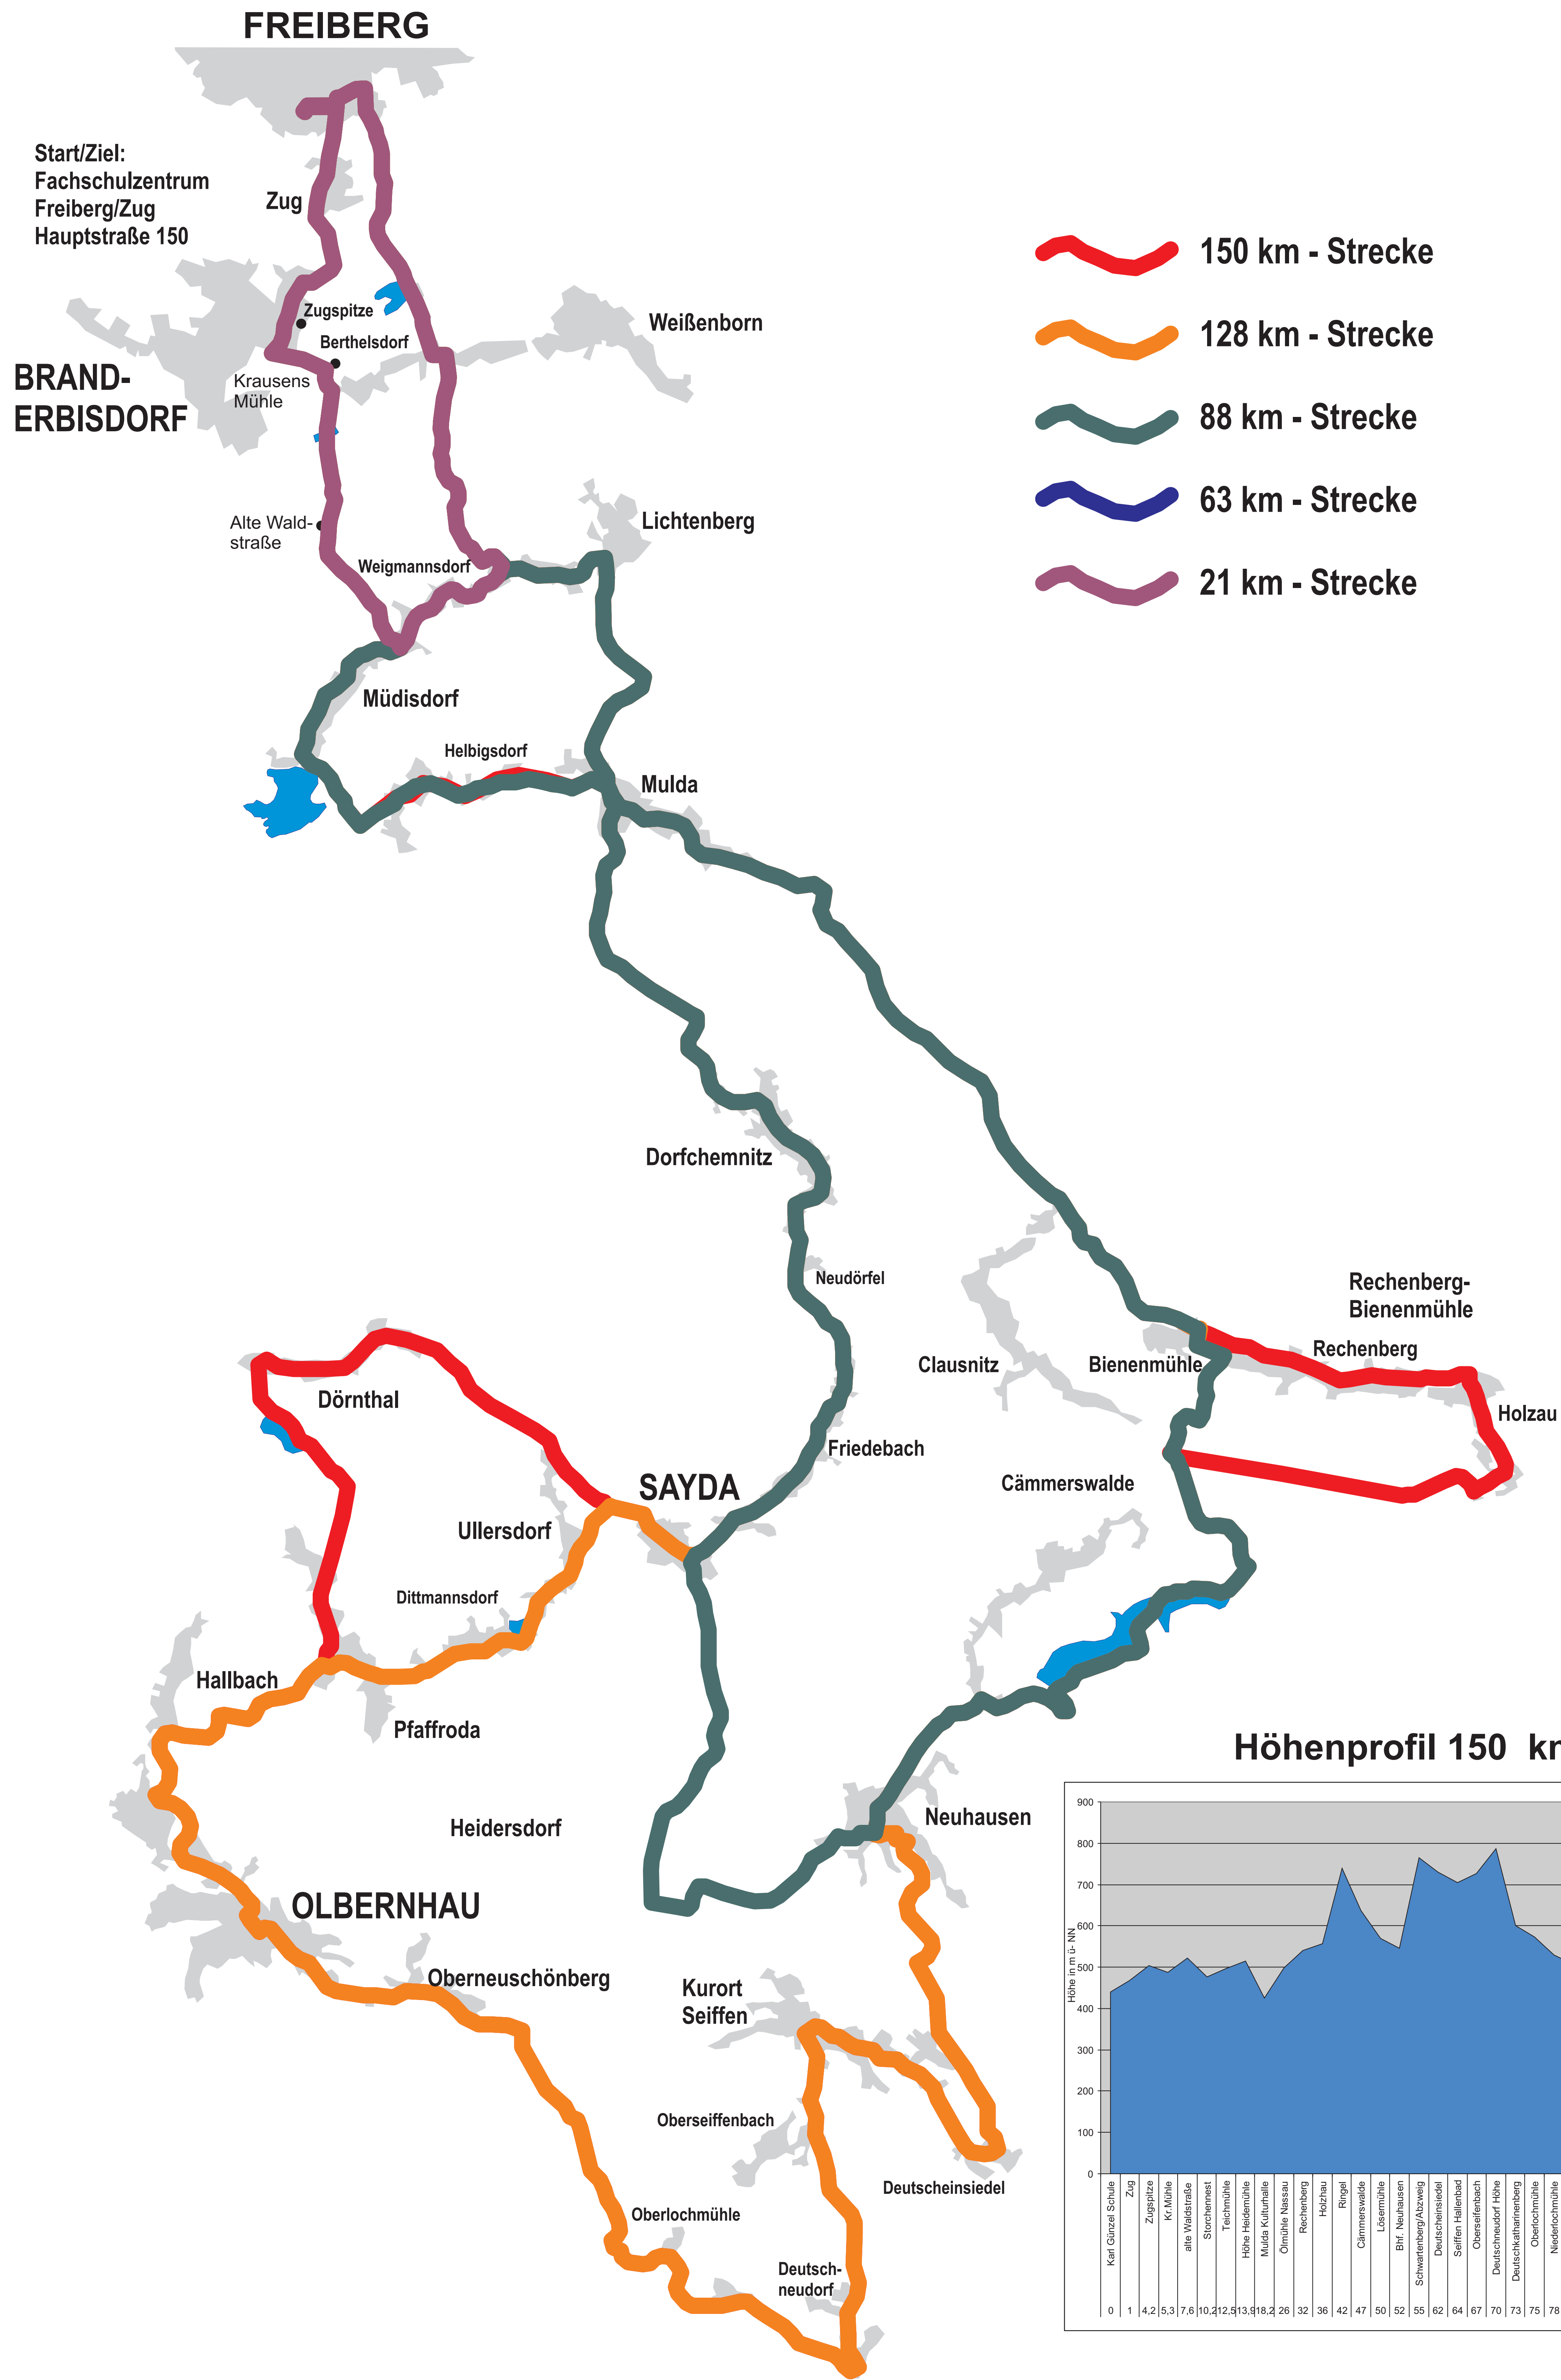 FREIBERG
Start/Ziel:
Fachschulzentrum
Freiberg/Zug
Hauptstraße 150
Zug
150 km - Strecke
128 km - Strecke
88 km - Strecke
63 km - Strecke
21 km - Strecke
Zugspitze
Weißenborn
Berthelsdorf
BRAND-
ERBISDORF
Krausens
Mühle
Alte Wald-
straße
Lichtenberg
Weigmannsdorf
Müdisdorf
Helbigsdorf
Mulda
Dorfchemnitz
Neudörfel
Rechenberg-
Bienenmühle
Rechenberg
Clausnitz
Bienenmühle
Dörnthal
Holzau
Friedebach
Cämmerswalde
SAYDA
Ullersdorf
Dittmannsdorf
Hallbach
Pfaffroda
Heidersdorf
Neuhausen
OLBERNHAU
Oberneuschönberg
Kurort
Seiffen
Oberseiffenbach
Deutscheinsiedel
Oberlochmühle
Deutsch-
neudorf
Höhenprofil 150 kn
900
800
700
600
500
400
300
200
100
0
Höhe in m ü- NN
Karl Günzel Schule
Zug
Zugspitze
Kr.Mühle
alte Waldstraße
Storchennest
Teichmühle
Höhe Heidemühle
Mulda Kulturhalle
Ölmühle Nassau
Rechenberg
Holzhau
Ringel
Cämmerswalde
Lösermühle
Bhf. Neuhausen
Schwartenberg/Abzweig
Deutscheinsiedel
Seiffen Hallenbad
Oberseifenbach
Deutschneudorf Höhe
Deutschkatharinenberg
Oberlochmühle
Niederlochmühle
0 1 4,2 5,3 7,6 10,2 12,5 13,9 18,2 26 32 36 42 47 50 52 55 62 64 67 70 73 75 78